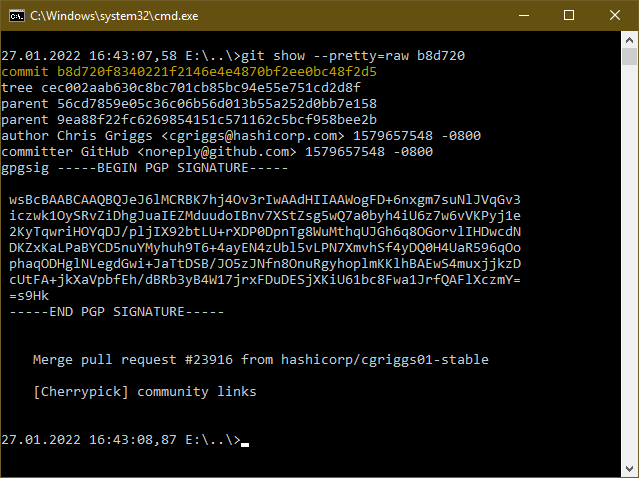 C:\Windows\system32\cmd.exe
27.01.2022 16:43:07,58 E:\..\>git show --pretty=raw b8d720
commit b8d720f8340221f2146e4e4870bf2ee0bc48f2d5
tree cec002aab630c8bc701cb85bc94e55e751cd2d8f
parent 56cd7859e05c36c06b56d013b55a252d0bb7e158
parent 9ea88f22fc6269854151c571162c5bcf958bee2b
author Chris Griggs <cgriggs@hashicorp.com> 1579657548 -0800
committer GitHub <noreply@github.com> 1579657548 -0800
gpgsig -----BEGIN PGP SIGNATURE-----
wsBcBAABCAAQBQJeJ6lMCRBK7hj4Ov3rIwAAdHIIAAWogFD+6nxgm7suNlJVqGv3
iczwk1OySRvZiDhgJuaIEZMduudoIBnv7XStZsgSwQ7a0byh4iU6z7w6vVKPyj1e
2KyTqwriHOYqDJ/pljIX92btLU+rXDP0DpnTg8WuMthqUJGh6q8OGorvlIHDwcdN
DKZxKaLPaBYCD5nuYMyhuh9T6+4ayEN4zUbl5vLPN7XmvhSf4yDQ0H4UaR596qOo
phaqODHglNLegdGwi+JaTtDSB/JO5zJNfn8OnuRgyhoplmKKlhBAEwS4muxjjkzD
cUtFA+jkXaVpbfEh/dBRb3yB4W17jrxFDuDESjXKiU61bc8Fwa1JrfQAFlXczmY=
=s9Hk
-----END PGP SIGNATURE-----
Merge pull request #23916 from hashicorp/cgriggs01-stable
[Cherrypick] community links
27.01.2022 16:43:08,87 E:\..\>